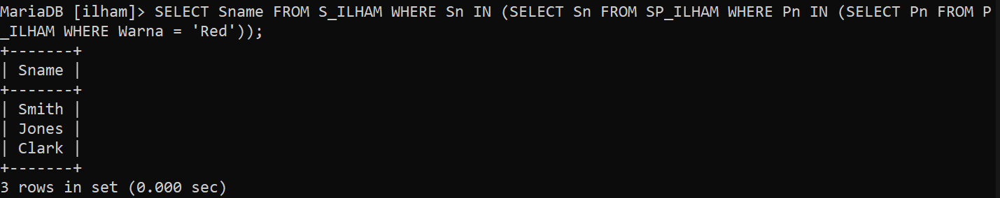 MariaDB [ilham]> SELECT Sname FROM S_ILHAM WHERE Sn IN (SELECT Sn FROM SP_ILHAM WHERE Pn IN (SELECT Pn FROM P
_ILHAM WHERE Warna = 'Red'));
+-------+
| Sname |
+-------+
| Smith |
| Jones |
| Clark |
+-------+
3 rows in set (0.000 sec)